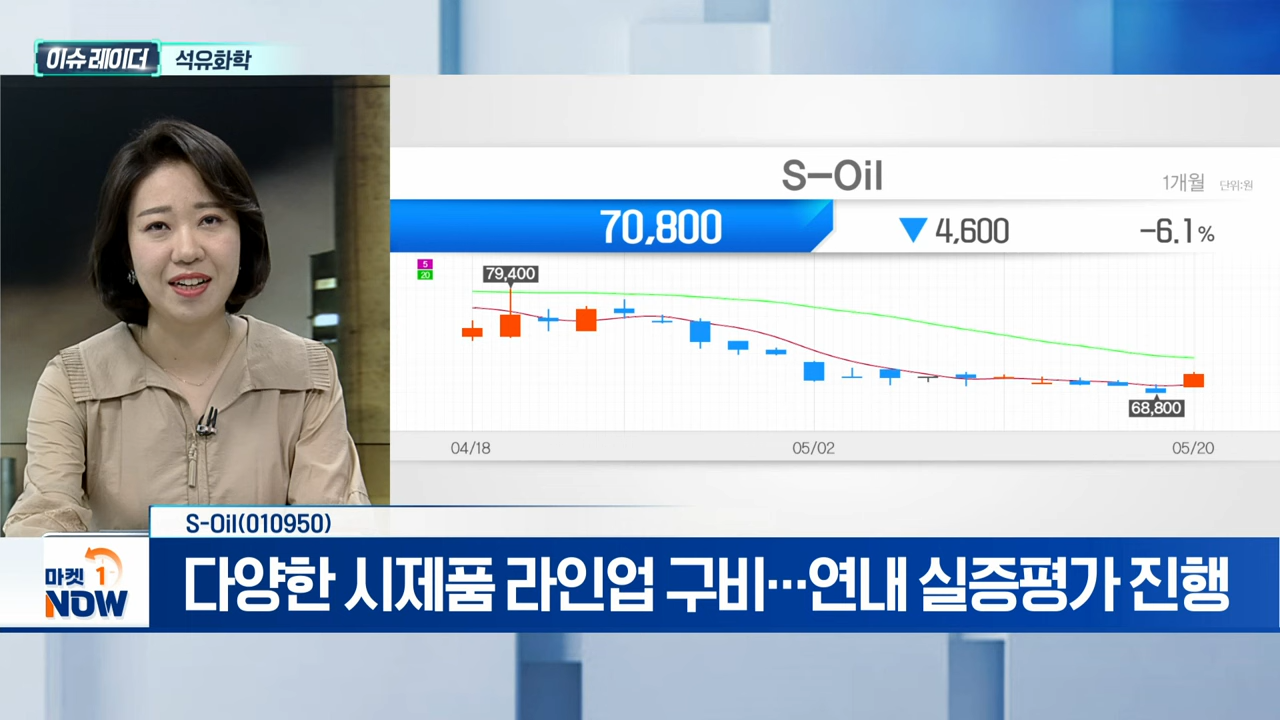 이슈 레이더 석유화학
S-Oil
1개월 단위:원
70,800 ▼ 4,600 -6.1%
5
20
79,400
68,800
04/18 05/02 05/20
S-Oil(010950)
마켓 1
NOW
다양한 시제품 라인업 구비…연내 실증평가 진행